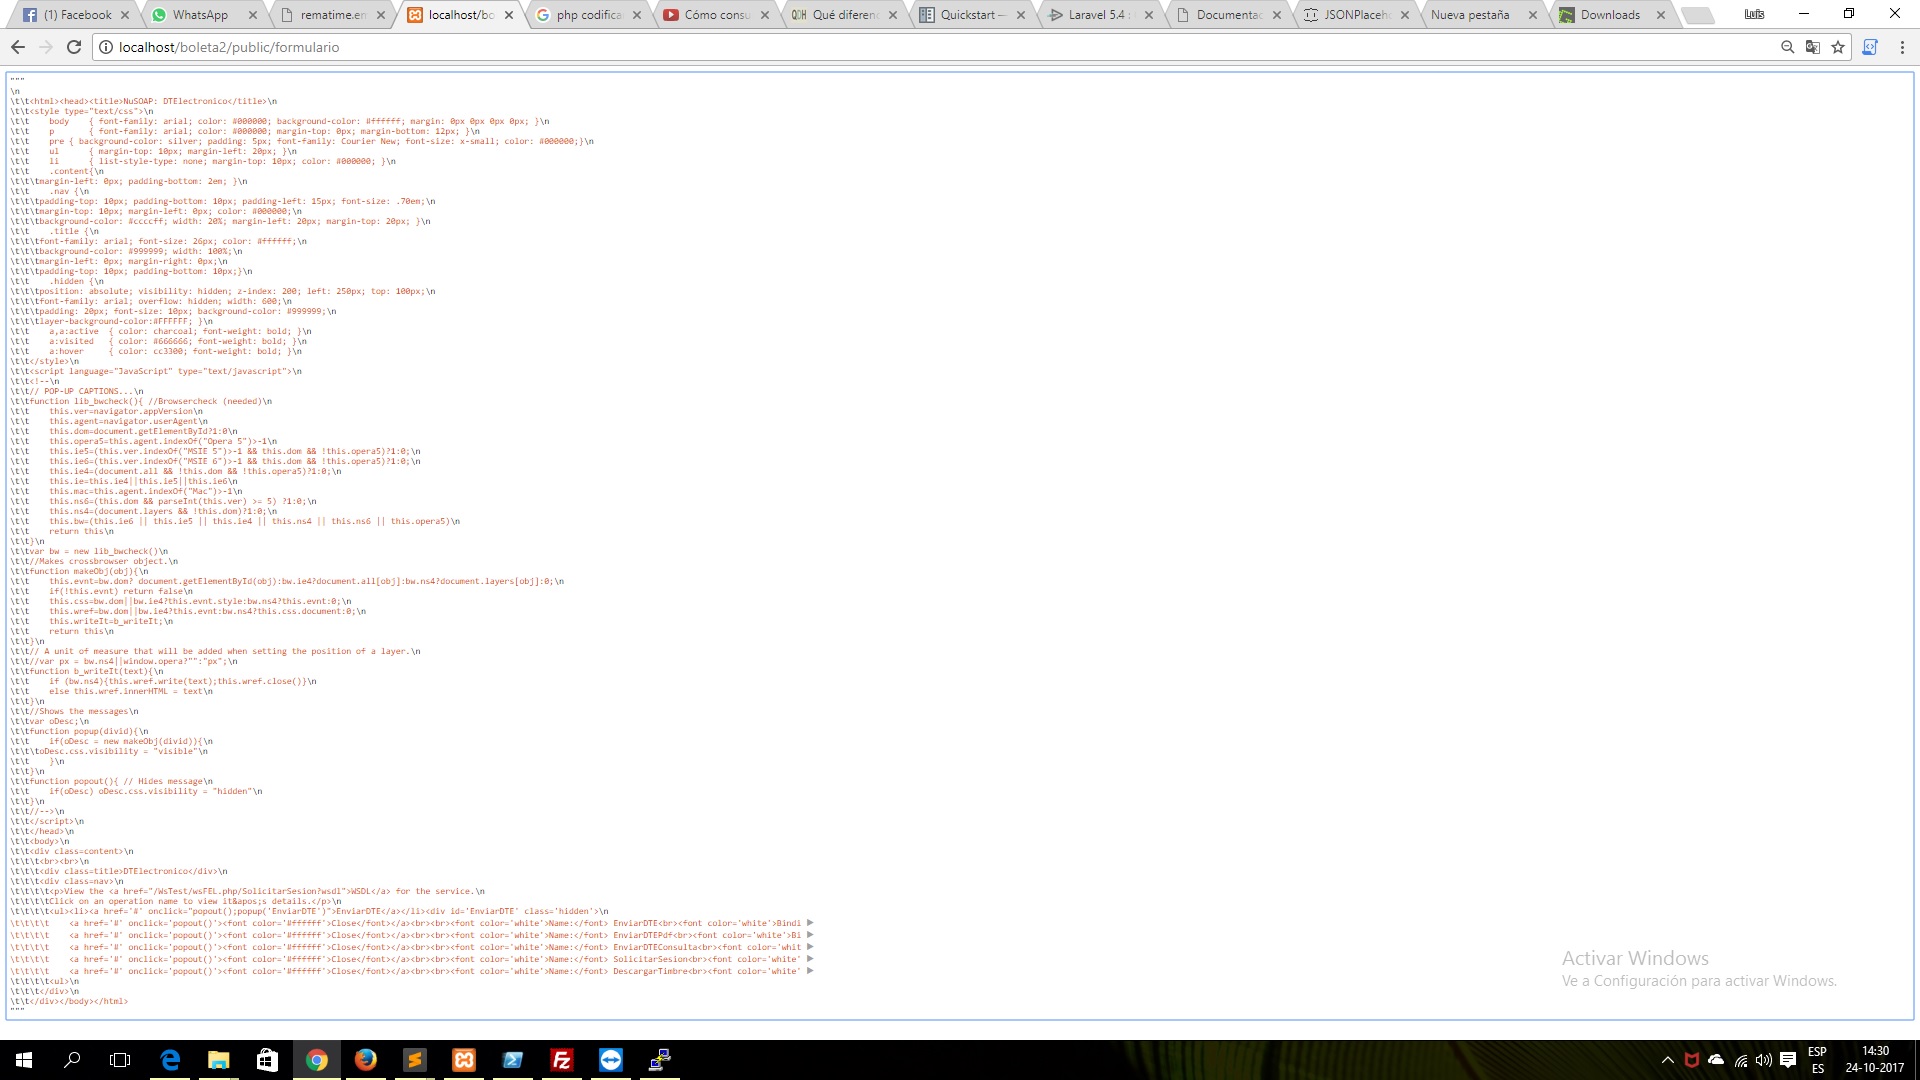 (1) Facebook
WhatsApp
rematime.en
localhost/bo
php codifica
Cómo consu
Qué diferen
Quickstart —
Laravel 5.4 :
Documentac
JSONPlaceh
Nueva pestaña
Downloads
Luis
localhost/boleta2/public/formulario
"""
\n
\t\t<html><head><title>NuSOAP: DTElectronico</title>\n
\t\t<style type="text/css">\n
\t\t    body    { font-family: arial; color: #000000; background-color: #ffffff; margin: 0px 0px 0px 0px; }\n
\t\t    p       { font-family: arial; color: #000000; margin-top: 0px; margin-bottom: 12px; }\n
\t\t    pre { background-color: silver; padding: 5px; font-family: Courier New; font-size: x-small; color: #000000;}\n
\t\t    ul      { margin-top: 10px; margin-left: 20px; }\n
\t\t    li      { list-style-type: none; margin-top: 10px; color: #000000; }\n
\t\t    .content{\n
\t\t\tmargin-left: 0px; padding-bottom: 2em; }\n
\t\t    .nav {\n
\t\t\tpadding-top: 10px; padding-bottom: 10px; padding-left: 15px; font-size: .70em;\n
\t\t\tmargin-top: 10px; margin-left: 0px; color: #000000;\n
\t\t\tbackground-color: #ccccff; width: 20%; margin-left: 20px; margin-top: 20px; }\n
\t\t    .title {\n
\t\t\tfont-family: arial; font-size: 26px; color: #ffffff;\n
\t\t\tbackground-color: #999999; width: 100%;\n
\t\t\tmargin-left: 0px; margin-right: 0px;\n
\t\t\tpadding-top: 10px; padding-bottom: 10px;}\n
\t\t    .hidden {\n
\t\t\tposition: absolute; visibility: hidden; z-index: 200; left: 250px; top: 100px;\n
\t\t\tfont-family: arial; overflow: hidden; width: 600;\n
\t\t\tpadding: 20px; font-size: 10px; background-color: #999999;\n
\t\t\tlayer-background-color:#FFFFFF; }\n
\t\t    a,a:active  { color: charcoal; font-weight: bold; }\n
\t\t    a:visited   { color: #666666; font-weight: bold; }\n
\t\t    a:hover     { color: cc3300; font-weight: bold; }\n
\t\t</style>\n
\t\t<script language="JavaScript" type="text/javascript">\n
\t\t<!--\n
\t\t// POP-UP CAPTIONS...\n
\t\tfunction lib_bwcheck(){ //Browsercheck (needed)\n
\t\t    this.ver=navigator.appVersion\n
\t\t    this.agent=navigator.userAgent\n
\t\t    this.dom=document.getElementById?1:0\n
\t\t    this.opera5=this.agent.indexOf("Opera 5")>-1\n
\t\t    this.ie5=(this.ver.indexOf("MSIE 5")>-1 && this.dom && !this.opera5)?1:0;\n
\t\t    this.ie6=(this.ver.indexOf("MSIE 6")>-1 && this.dom && !this.opera5)?1:0;\n
\t\t    this.ie4=(document.all && !this.dom && !this.opera5)?1:0;\n
\t\t    this.ie=this.ie4||this.ie5||this.ie6\n
\t\t    this.mac=this.agent.indexOf("Mac")>-1\n
\t\t    this.ns6=(this.dom && parseInt(this.ver) >= 5) ?1:0;\n
\t\t    this.ns4=(document.layers && !this.dom)?1:0;\n
\t\t    this.bw=(this.ie6 || this.ie5 || this.ie4 || this.ns4 || this.ns6 || this.opera5)\n
\t\t    return this\n
\t\t}\n
\t\tvar bw = new lib_bwcheck()\n
\t\t//Makes crossbrowser object.\n
\t\tfunction makeObj(obj){\n
\t\t    this.evnt=bw.dom? document.getElementById(obj):bw.ie4?document.all[obj]:bw.ns4?document.layers[obj]:0;\n
\t\t    if(!this.evnt) return false\n
\t\t    this.css=bw.dom||bw.ie4?this.evnt.style:bw.ns4?this.evnt:0;\n
\t\t    this.wref=bw.dom||bw.ie4?this.evnt:bw.ns4?this.css.document:0;\n
\t\t    this.writeIt=b_writeIt;\n
\t\t    return this\n
\t\t}\n
\t\t// A unit of measure that will be added when setting the position of a layer.\n
\t\t//var px = bw.ns4||window.opera?"":"px";\n
\t\tfunction b_writeIt(text){\n
\t\t    if (bw.ns4){this.wref.write(text);this.wref.close()}\n
\t\t    else this.wref.innerHTML = text\n
\t\t}\n
\t\t//Shows the messages\n
\t\tvar oDesc;\n
\t\tfunction popup(divid){\n
\t\t    if(oDesc = new makeObj(divid)){\n
\t\t\toDesc.css.visibility = "visible"\n
\t\t    }\n
\t\t}\n
\t\tfunction popout(){ // Hides message\n
\t\t    if(oDesc) oDesc.css.visibility = "hidden"\n
\t\t}\n
\t\t//-->\n
\t\t</script>\n
\t\t</head>\n
\t\t<body>\n
\t\t<div class=content>\n
\t\t\t<br><br>\n
\t\t\t<div class=title>DTElectronico</div>\n
\t\t\t<div class=nav>\n
\t\t\t\t<p>View the <a href="/WsTest/wsFEL.php/SolicitarSesion?wsdl">WSDL</a> for the service.\n
\t\t\t\tClick on an operation name to view it&apos;s details.</p>\n
\t\t\t\t<ul><li><a href='#' onclick="popout();popup('EnviarDTE')">EnviarDTE</a></li><div id='EnviarDTE' class='hidden'>\n
\t\t\t\t    <a href='#' onclick='popout()'><font color='#ffffff'>Close</font></a><br><br><font color='white'>Name:</font> EnviarDTE<br><font color='white'>Bindi ▶
\t\t\t\t    <a href='#' onclick='popout()'><font color='#ffffff'>Close</font></a><br><br><font color='white'>Name:</font> EnviarDTEPdf<br><font color='white'>Bi ▶
\t\t\t\t    <a href='#' onclick='popout()'><font color='#ffffff'>Close</font></a><br><br><font color='white'>Name:</font> EnviarDTEConsulta<br><font color='whit ▶
\t\t\t\t    <a href='#' onclick='popout()'><font color='#ffffff'>Close</font></a><br><br><font color='white'>Name:</font> SolicitarSesion<br><font color='white' ▶
\t\t\t\t    <a href='#' onclick='popout()'><font color='#ffffff'>Close</font></a><br><br><font color='white'>Name:</font> DescargarTimbre<br><font color='white' ▶
\t\t\t\t<ul>\n
\t\t\t</div>\n
\t\t</div></body></html>
"""
Activar Windows
Ve a Configuración para activar Windows.
ESP
ES
14:30
24-10-2017